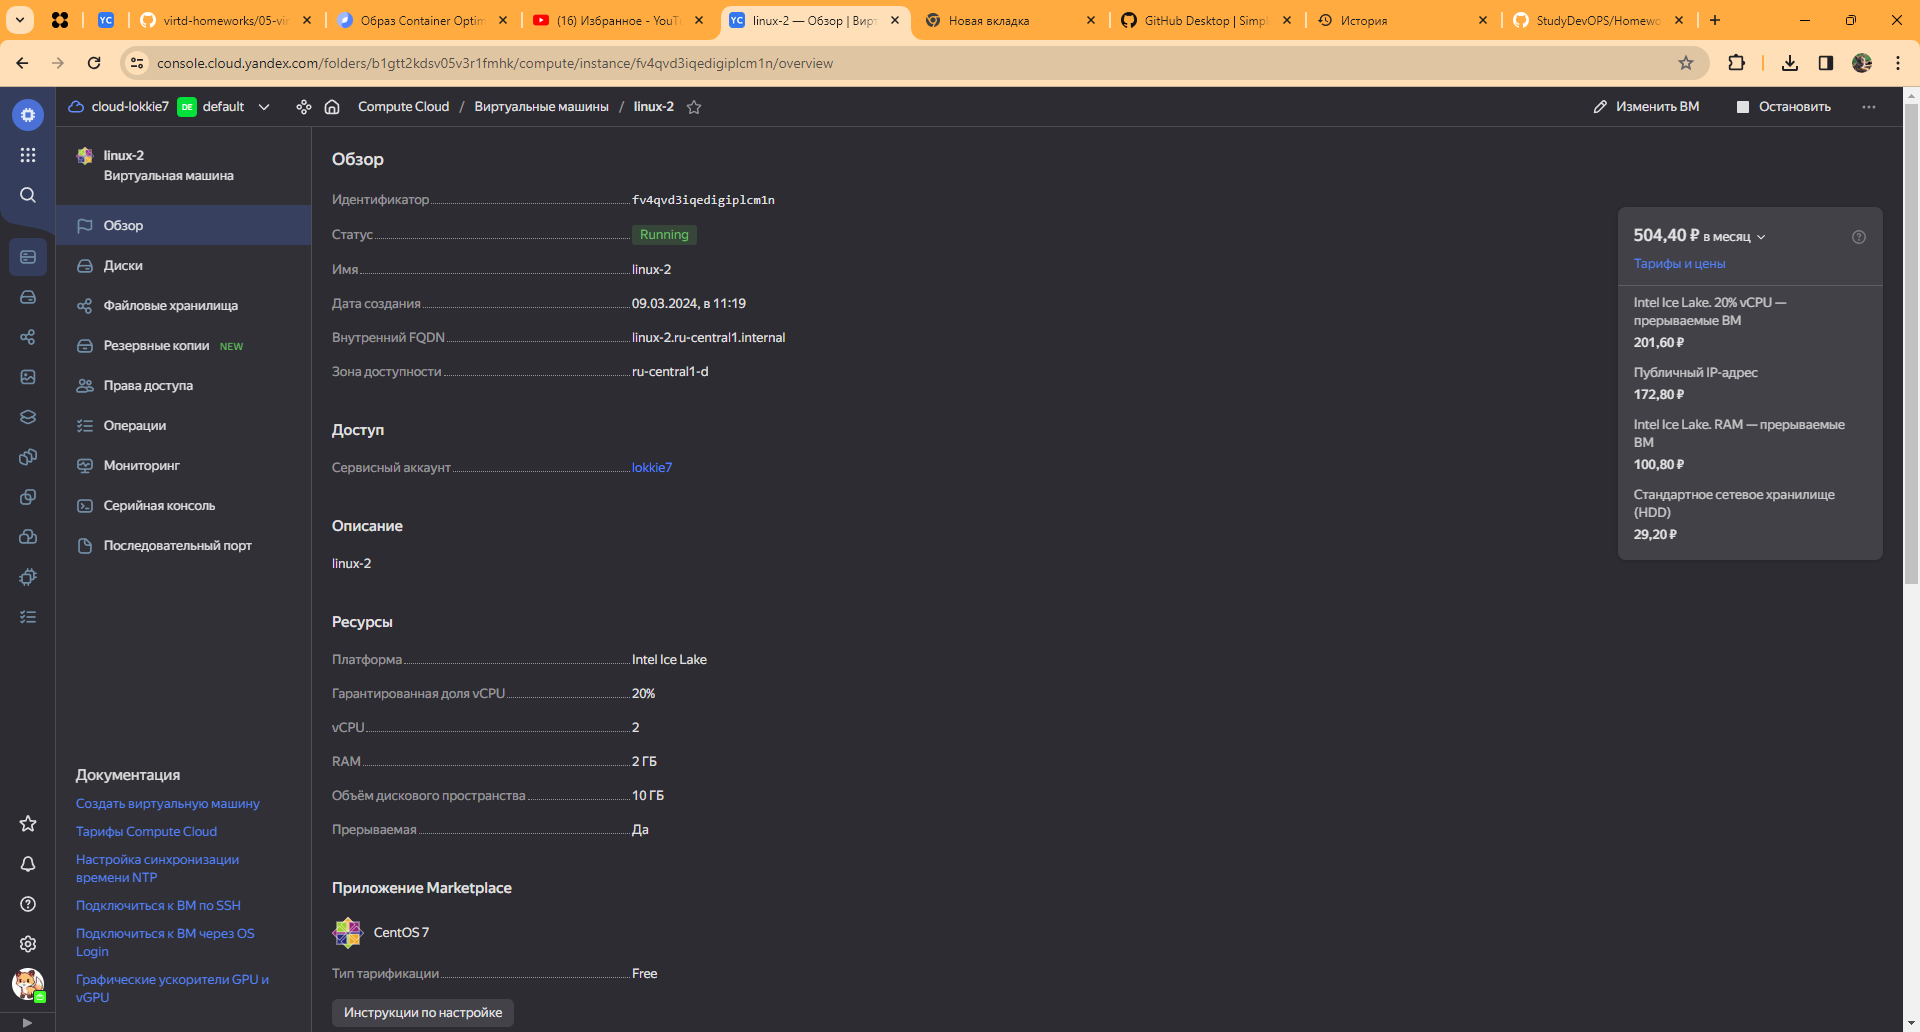 virtd-homeworks/05-vir
Образ Container Optim
(16) Избранное - YouTu
YC linux-2 — Обзор | Вирт
Новая вкладка
GitHub Desktop | Simpl
История
StudyDevOPS/Homewo
YC
console.cloud.yandex.com/folders/b1gtt2kdsv05v3r1fmhk/compute/instance/fv4qvd3iqedigiplcm1n/overview
cloud-lokkie7
DE default
Compute Cloud / Виртуальные машины / linux-2
Изменить ВМ
Остановить
linux-2
Виртуальная машина
Обзор
Диски
Файловые хранилища
Резервные копии NEW
Права доступа
Операции
Мониторинг
Серийная консоль
Последовательный порт
Документация
Создать виртуальную машину
Тарифы Compute Cloud
Настройка синхронизации
времени NTP
Подключиться к ВМ по SSH
Подключиться к ВМ через OS
Login
Графические ускорители GPU и
vGPU
Обзор
Идентификатор fv4qvd3iqedigiplcm1n
Статус Running
Имя linux-2
Дата создания 09.03.2024, в 11:19
Внутренний FQDN linux-2.ru-central1.internal
Зона доступности ru-central1-d
Доступ
Сервисный аккаунт lokkie7
Описание
linux-2
Ресурсы
Платформа Intel Ice Lake
Гарантированная доля vCPU 20%
vCPU 2
RAM 2 ГБ
Объём дискового пространства 10 ГБ
Прерываемая Да
Приложение Marketplace
CentOS 7
Тип тарификации Free
Инструкции по настройке
504,40 ₽ в месяц
Тарифы и цены
Intel Ice Lake. 20% vCPU —
прерываемые ВМ
201,60 ₽
Публичный IP-адрес
172,80 ₽
Intel Ice Lake. RAM — прерываемые
ВМ
100,80 ₽
Стандартное сетевое хранилище
(HDD)
29,20 ₽